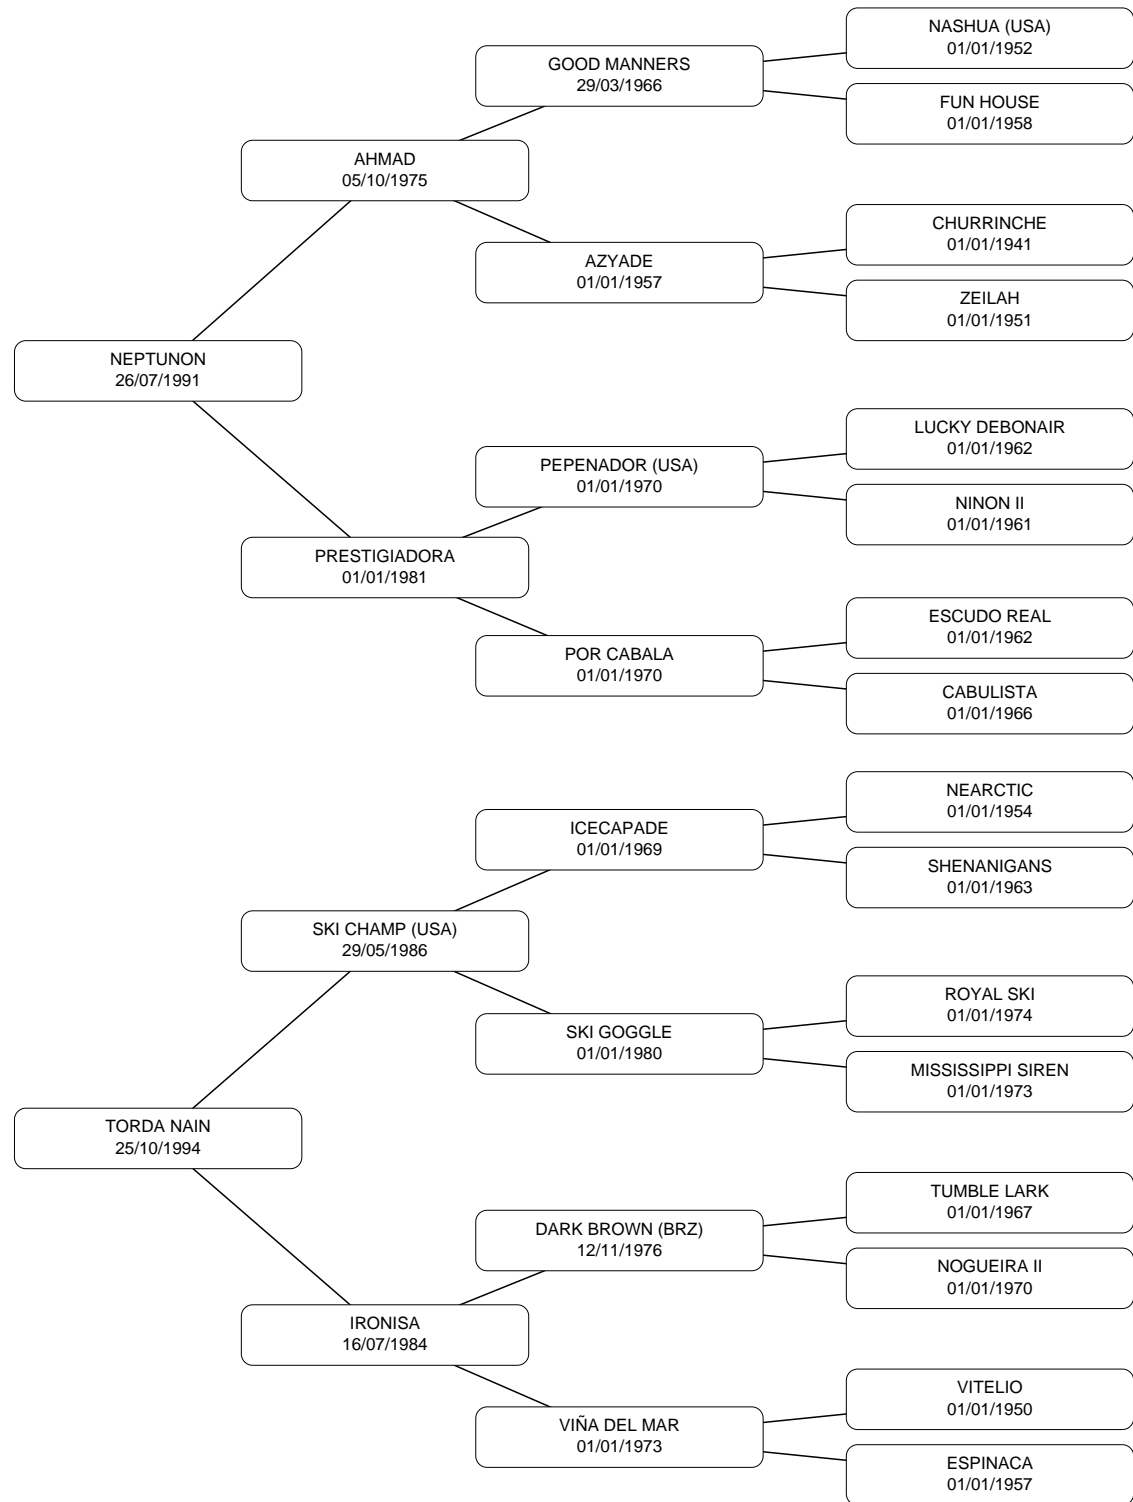 NASHUA (USA)
01/01/1952
GOOD MANNERS
29/03/1966
FUN HOUSE
01/01/1958
AHMAD
05/10/1975
CHURRINCHE
01/01/1941
AZYADE
01/01/1957
ZEILAH
01/01/1951
NEPTUNON
26/07/1991
LUCKY DEBONAIR
01/01/1962
PEPENADOR (USA)
01/01/1970
NINON II
01/01/1961
PRESTIGIADORA
01/01/1981
ESCUDO REAL
01/01/1962
POR CABALA
01/01/1970
CABULISTA
01/01/1966
NEARCTIC
01/01/1954
ICECAPADE
01/01/1969
SHENANIGANS
01/01/1963
SKI CHAMP (USA)
29/05/1986
ROYAL SKI
01/01/1974
SKI GOGGLE
01/01/1980
MISSISSIPPI SIREN
01/01/1973
TORDA NAIN
25/10/1994
TUMBLE LARK
01/01/1967
DARK BROWN (BRZ)
12/11/1976
NOGUEIRA II
01/01/1970
IRONISA
16/07/1984
VITELIO
01/01/1950
VIÑA DEL MAR
01/01/1973
ESPINACA
01/01/1957